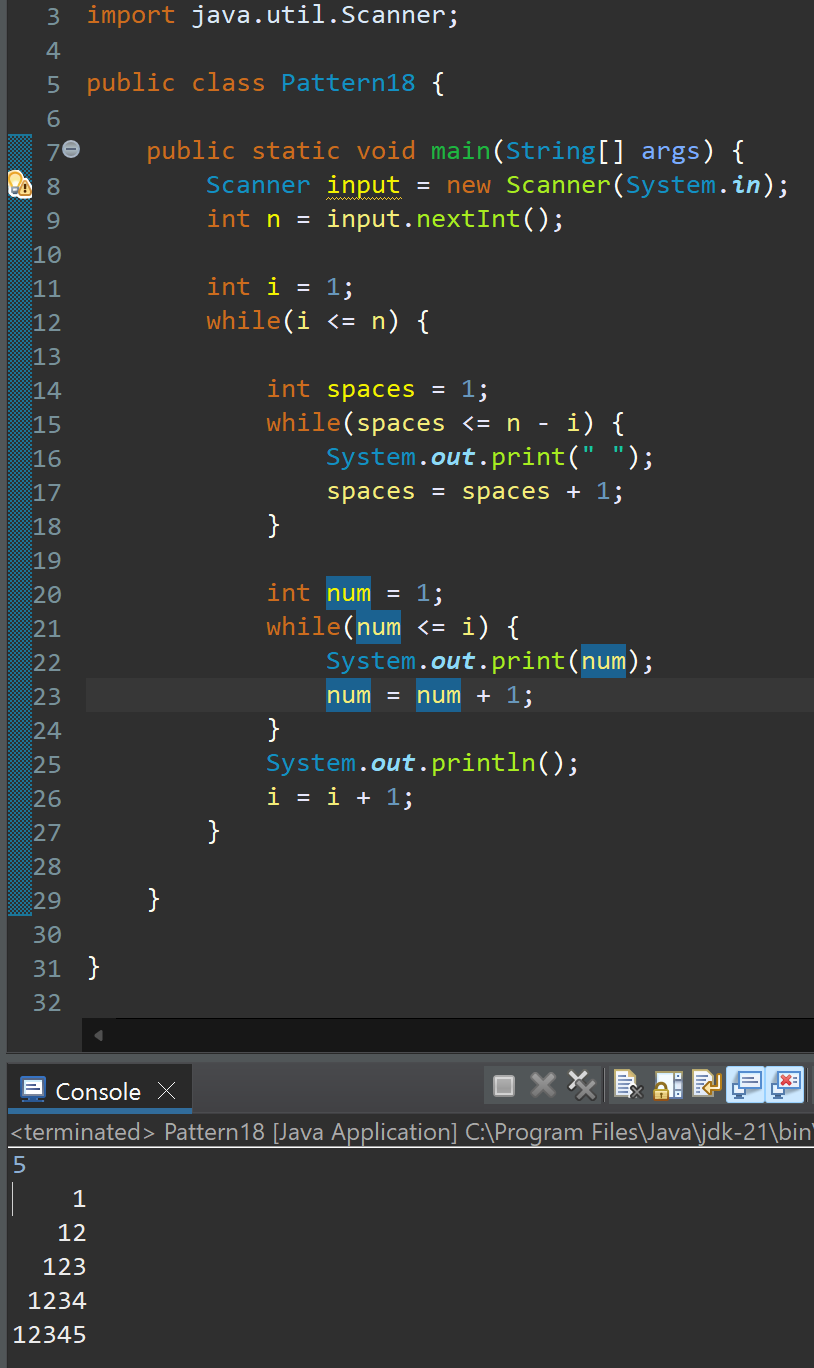 3 import java.util.Scanner;
4
5 public class Pattern18 {
6
7 public static void main(String[] args) {
8 Scanner input = new Scanner(System.in);
9 int n = input.nextInt();
10
11 int i = 1;
12 while(i <= n) {
13
14 int spaces = 1;
15 while(spaces <= n - i) {
16 System.out.print(" ");
17 spaces = spaces + 1;
18 }
19
20 int num = 1;
21 while(num <= i) {
22 System.out.print(num);
23 num = num + 1;
24 }
25 System.out.println();
26 i = i + 1;
27 }
28
29 }
30
31 }
32
Console
<terminated> Pattern18 [Java Application] C:\Program Files\Java\jdk-21\bin\
5
    1
   12
  123
 1234
12345